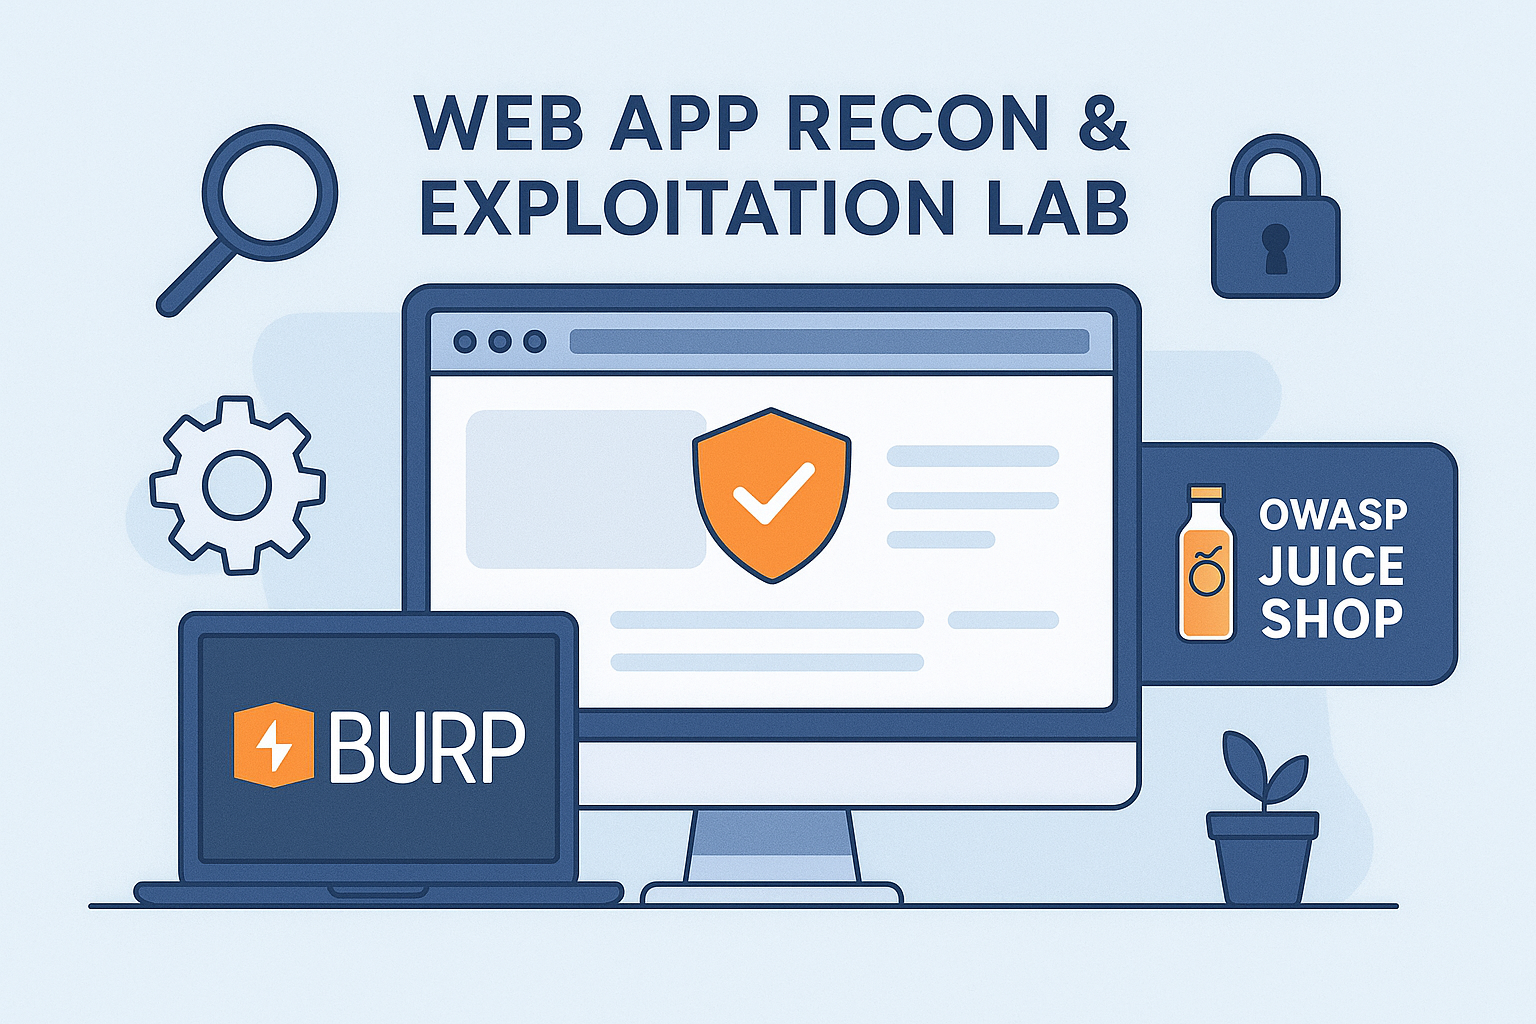 WEB APP RECON &
EXPLOITATION LAB
OWASP
JUICE
SHOP
BURP